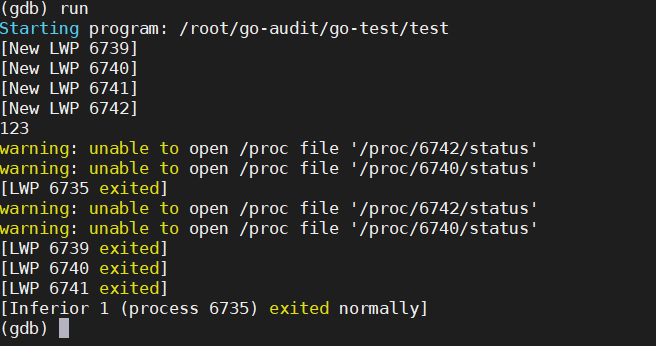 (gdb) run
Starting program: /root/go-audit/go-test/test
[New LWP 6739]
[New LWP 6740]
[New LWP 6741]
[New LWP 6742]
123
warning: unable to open /proc file '/proc/6742/status'
warning: unable to open /proc file '/proc/6740/status'
[LWP 6735 exited]
warning: unable to open /proc file '/proc/6742/status'
warning: unable to open /proc file '/proc/6740/status'
[LWP 6739 exited]
[LWP 6740 exited]
[LWP 6741 exited]
[Inferior 1 (process 6735) exited normally]
(gdb)